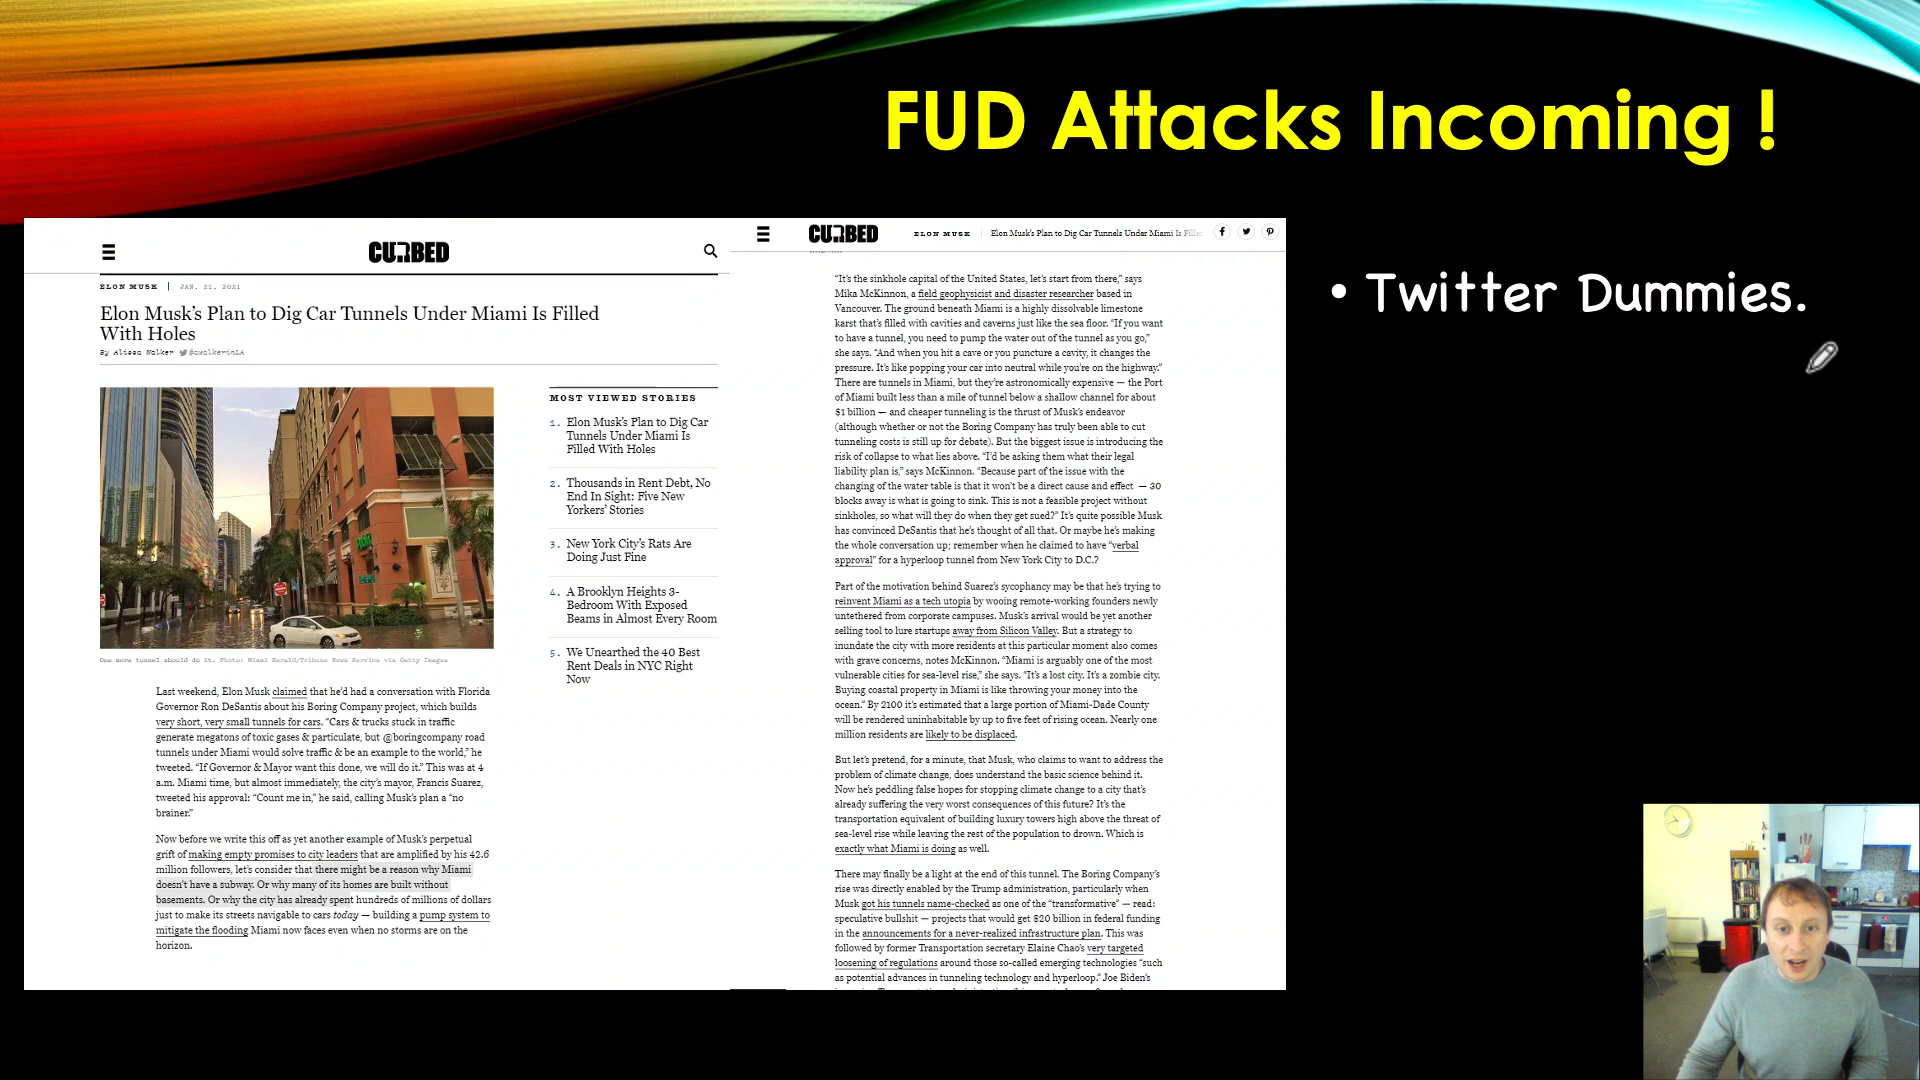 FUD Attacks Incoming !
• Twitter Dummies.
CURBED
ELON MUSK | JAN. 21, 2021
Elon Musk's Plan to Dig Car Tunnels Under Miami Is Filled
With Holes
By Alissa Walker @awalkerinLA
One more tunnel should do it. Photo: Miami Herald/Tribune News Service via Getty Images
Last weekend, Elon Musk claimed that he'd had a conversation with Florida
Governor Ron DeSantis about his Boring Company project, which builds
very short, very small tunnels for cars. “Cars & trucks stuck in traffic
generate megatons of toxic gases & particulate, but @boringcompany road
tunnels under Miami would solve traffic & be an example to the world,” he
tweeted. “If Governor & Mayor want this done, we will do it.” This was at 4
a.m. Miami time, but almost immediately, the city's mayor, Francis Suarez,
tweeted his approval: “Count me in,” he said, calling Musk's plan a “no
brainer.”
Now before we write this off as yet another example of Musk's perpetual
grift of making empty promises to city leaders that are amplified by his 42.6
million followers, let's consider that there might be a reason why Miami
doesn't have a subway. Or why many of its homes are built without
basements. Or why the city has already spent hundreds of millions of dollars
just to make its streets navigable to cars today — building a pump system to
mitigate the flooding Miami now faces even when no storms are on the
horizon.
MOST VIEWED STORIES
1. Elon Musk's Plan to Dig Car
Tunnels Under Miami Is
Filled With Holes
2. Thousands in Rent Debt, No
End In Sight: Five New
Yorkers' Stories
3. New York City's Rats Are
Doing Just Fine
4. A Brooklyn Heights 3-
Bedroom With Exposed
Beams in Almost Every Room
5. We Unearthed the 40 Best
Rent Deals in NYC Right
Now
CURBED ELON MUSK | Elon Musk's Plan to Dig Car Tunnels Under Miami Is
“It's the sinkhole capital of the United States, let's start from there,” says
Mika McKinnon, a field geophysicist and disaster researcher based in
Vancouver. The ground beneath Miami is a highly dissolvable limestone
karst that's filled with cavities and caverns just like the sea floor. “If you want
to have a tunnel, you need to pump the water out of the tunnel as you go,”
she says. “And when you hit a cave or you puncture a cavity, it changes the
pressure. It's like popping your car into neutral while you're on the highway.”
There are tunnels in Miami, but they're astronomically expensive — the Port
of Miami built less than a mile of tunnel below a shallow channel for about
$1 billion — and cheaper tunneling is the thrust of Musk's endeavor
(although whether or not the Boring Company has truly been able to cut
tunneling costs is still up for debate). But the biggest issue is introducing the
risk of collapse to what lies above. “I'd be asking them what their legal
liability plan is,” says McKinnon. “Because part of the issue with the
changing of the water table is that it won't be a direct cause and effect — 30
blocks away is what is going to sink. This is not a feasible project without
sinkholes, so what will they do when they get sued?” It's quite possible Musk
has convinced DeSantis that he's thought of all that. Or maybe he's making
the whole conversation up; remember when he claimed to have “verbal
approval” for a hyperloop tunnel from New York City to D.C.?
Part of the motivation behind Suarez's sycophancy may be that he's trying to
reinvent Miami as a tech utopia by wooing remote-working founders newly
untethered from corporate campuses. Musk's arrival would be yet another
selling tool to lure startups away from Silicon Valley. But a strategy to
inundate the city with more residents at this particular moment also comes
with grave concerns, notes McKinnon. “Miami is arguably one of the most
vulnerable cities for sea-level rise,” she says. “It's a lost city. It's a zombie city.
Buying coastal property in Miami is like throwing your money into the
ocean.” By 2100 it's estimated that a large portion of Miami-Dade County
will be rendered uninhabitable by up to five feet of rising ocean. Nearly one
million residents are likely to be displaced.
But let's pretend, for a minute, that Musk, who claims to want to address the
problem of climate change, does understand the basic science behind it.
Now he's peddling false hopes for stopping climate change to a city that's
already suffering the very worst consequences of this future? It's the
transportation equivalent of building luxury towers high above the threat of
sea-level rise while leaving the rest of the population to drown. Which is
exactly what Miami is doing as well.
There may finally be a light at the end of this tunnel. The Boring Company's
rise was directly enabled by the Trump administration, particularly when
Musk got his tunnels name-checked as one of the “transformative” — read:
speculative bullshit — projects that would get $20 billion in federal funding
in the announcements for a never-realized infrastructure plan. This was
followed by former Transportation secretary Elaine Chao's very targeted
loosening of regulations around those so-called emerging technologies “such
as potential advances in tunneling technology and hyperloop.” Joe Biden's